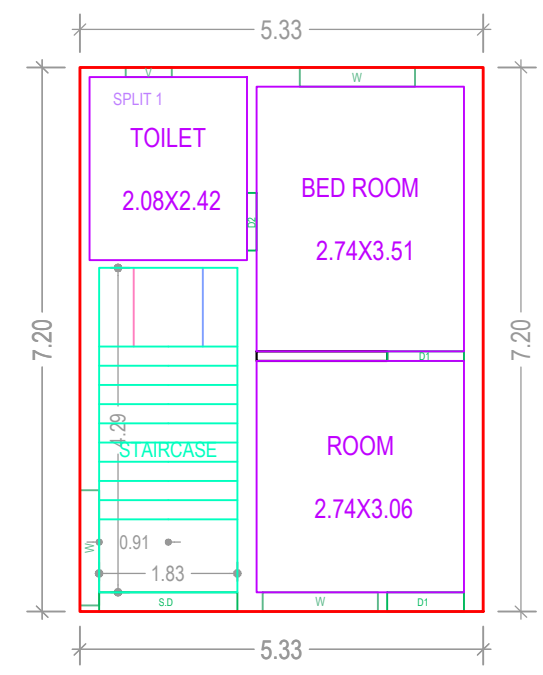 5.33
V
W
SPLIT 1
TOILET
2.08X2.42
BED ROOM
2.74X3.51
D2
7.20
7.20
D1
4.29
STAIRCASE
ROOM
2.74X3.06
W
0.91
1.83
S.D
W
D1
5.33